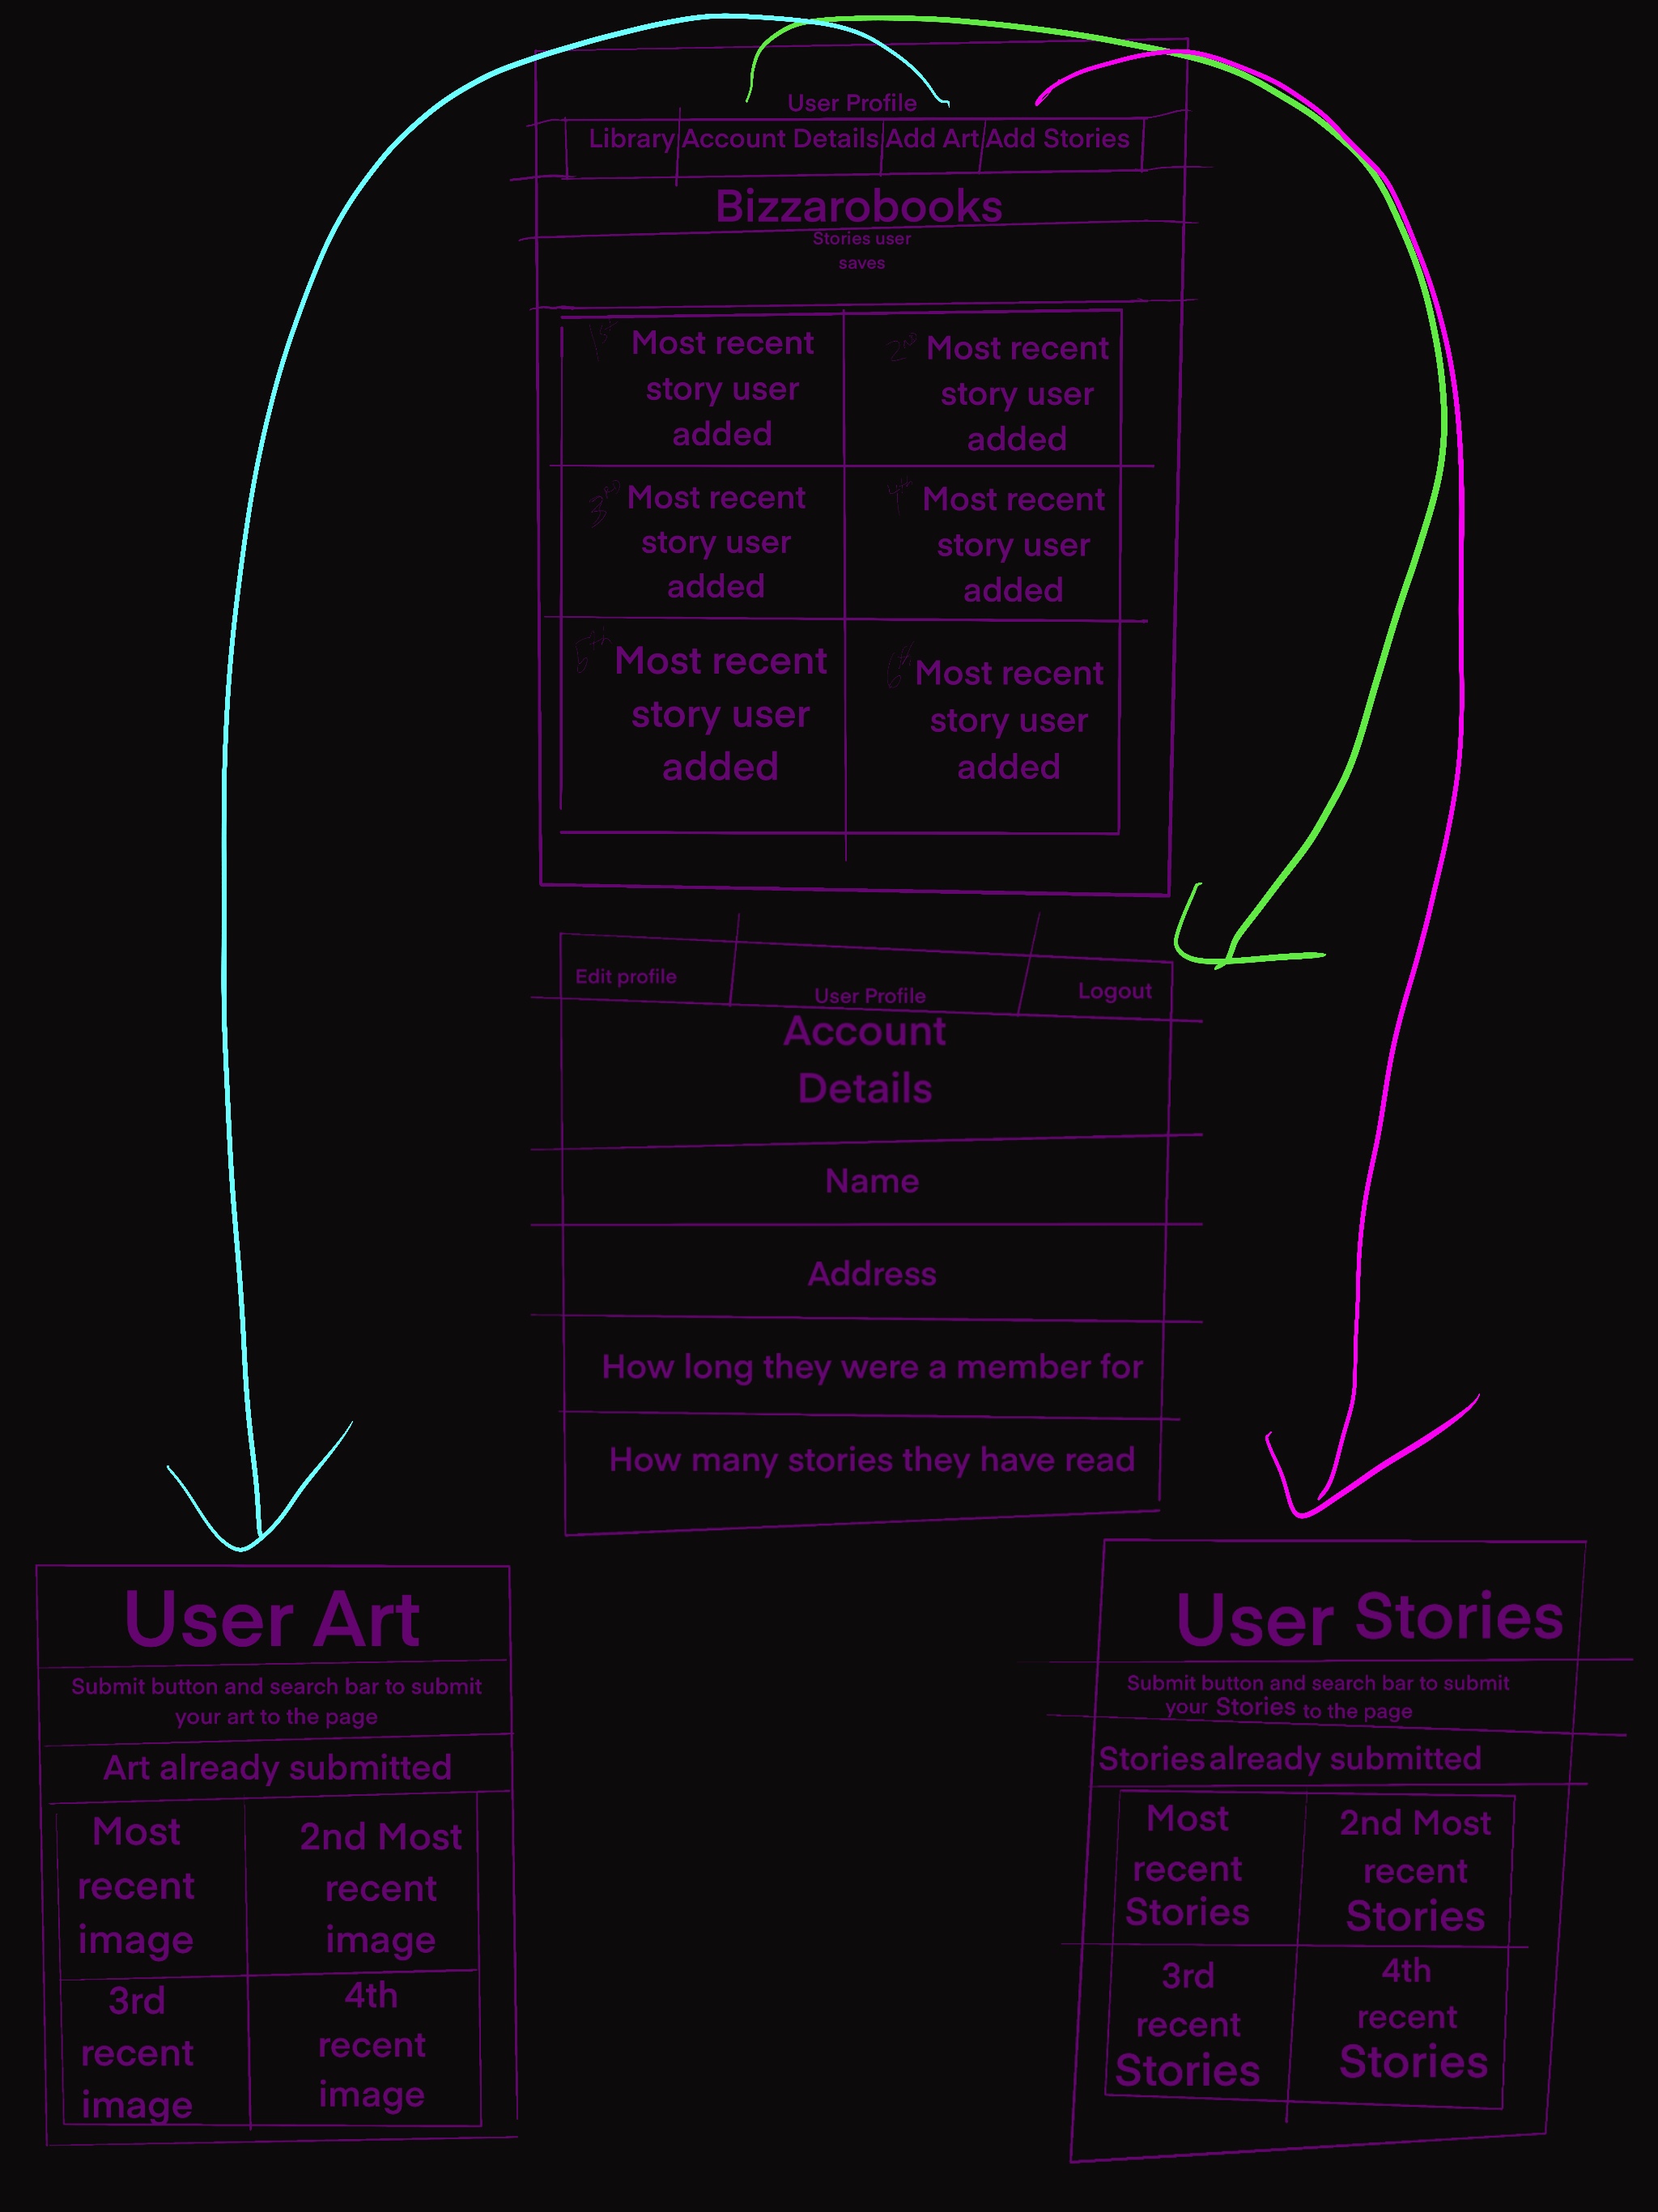 User Profile
Library Account Details Add Art Add Stories
Bizzarobooks
Stories user
saves
1st Most recent
story user
added
2nd Most recent
story user
added
3rd Most recent
story user
added
4th Most recent
story user
added
5th Most recent
story user
added
6th Most recent
story user
added
Edit profile
User Profile
Logout
Account
Details
Name
Address
How long they were a member for
How many stories they have read
User Art
Submit button and search bar to submit
your art to the page
Art already submitted
Most
recent
image
2nd Most
recent
image
3rd
recent
image
4th
recent
image
User Stories
Submit button and search bar to submit
your Stories to the page
Stories already submitted
Most
recent
Stories
2nd Most
recent
Stories
3rd
recent
Stories
4th
recent
Stories